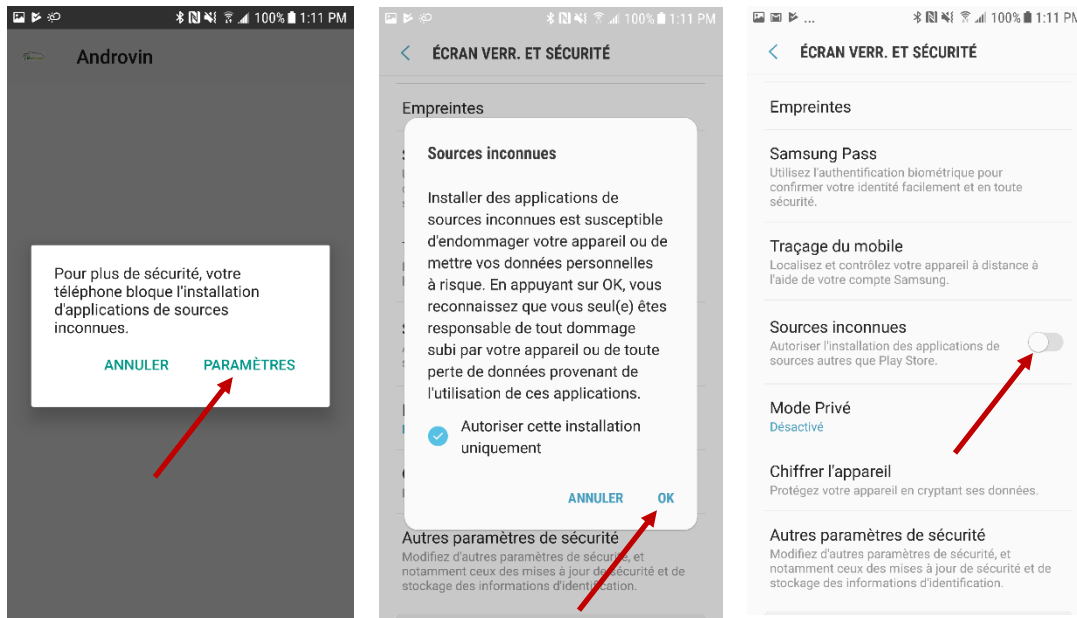 100% 1:11 PM
Androvin
Pour plus de sécurité, votre
téléphone bloque l'installation
d'applications de sources
inconnues.
ANNULER PARAMÈTRES
100% 1:11 PM
ÉCRAN VERR. ET SÉCURITÉ
Empreintes
Sources inconnues
Installer des applications de
sources inconnues est susceptible
d'endommager votre appareil ou de
mettre vos données personnelles
à risque. En appuyant sur OK, vous
reconnaissez que vous seul(e) êtes
responsable de tout dommage
subi par votre appareil ou de toute
perte de données provenant de
l'utilisation de ces applications.
Autoriser cette installation
uniquement
ANNULER OK
Autres paramètres de sécurité
Modifiez d'autres paramètres de sécurité, et
notamment ceux des mises à jour de sécurité et de
stockage des informations d'identification.
... 100% 1:11 PM
ÉCRAN VERR. ET SÉCURITÉ
Empreintes
Samsung Pass
Utilisez l'authentification biométrique pour
confirmer votre identité facilement et en toute
sécurité.
Traçage du mobile
Localisez et contrôlez votre appareil à distance à
l'aide de votre compte Samsung.
Sources inconnues
Autoriser l'installation des applications de
sources autres que Play Store.
Mode Privé
Désactivé
Chiffrer l'appareil
Protégez votre appareil en cryptant ses données.
Autres paramètres de sécurité
Modifiez d'autres paramètres de sécurité, et
notamment ceux des mises à jour de sécurité et de
stockage des informations d'identification.